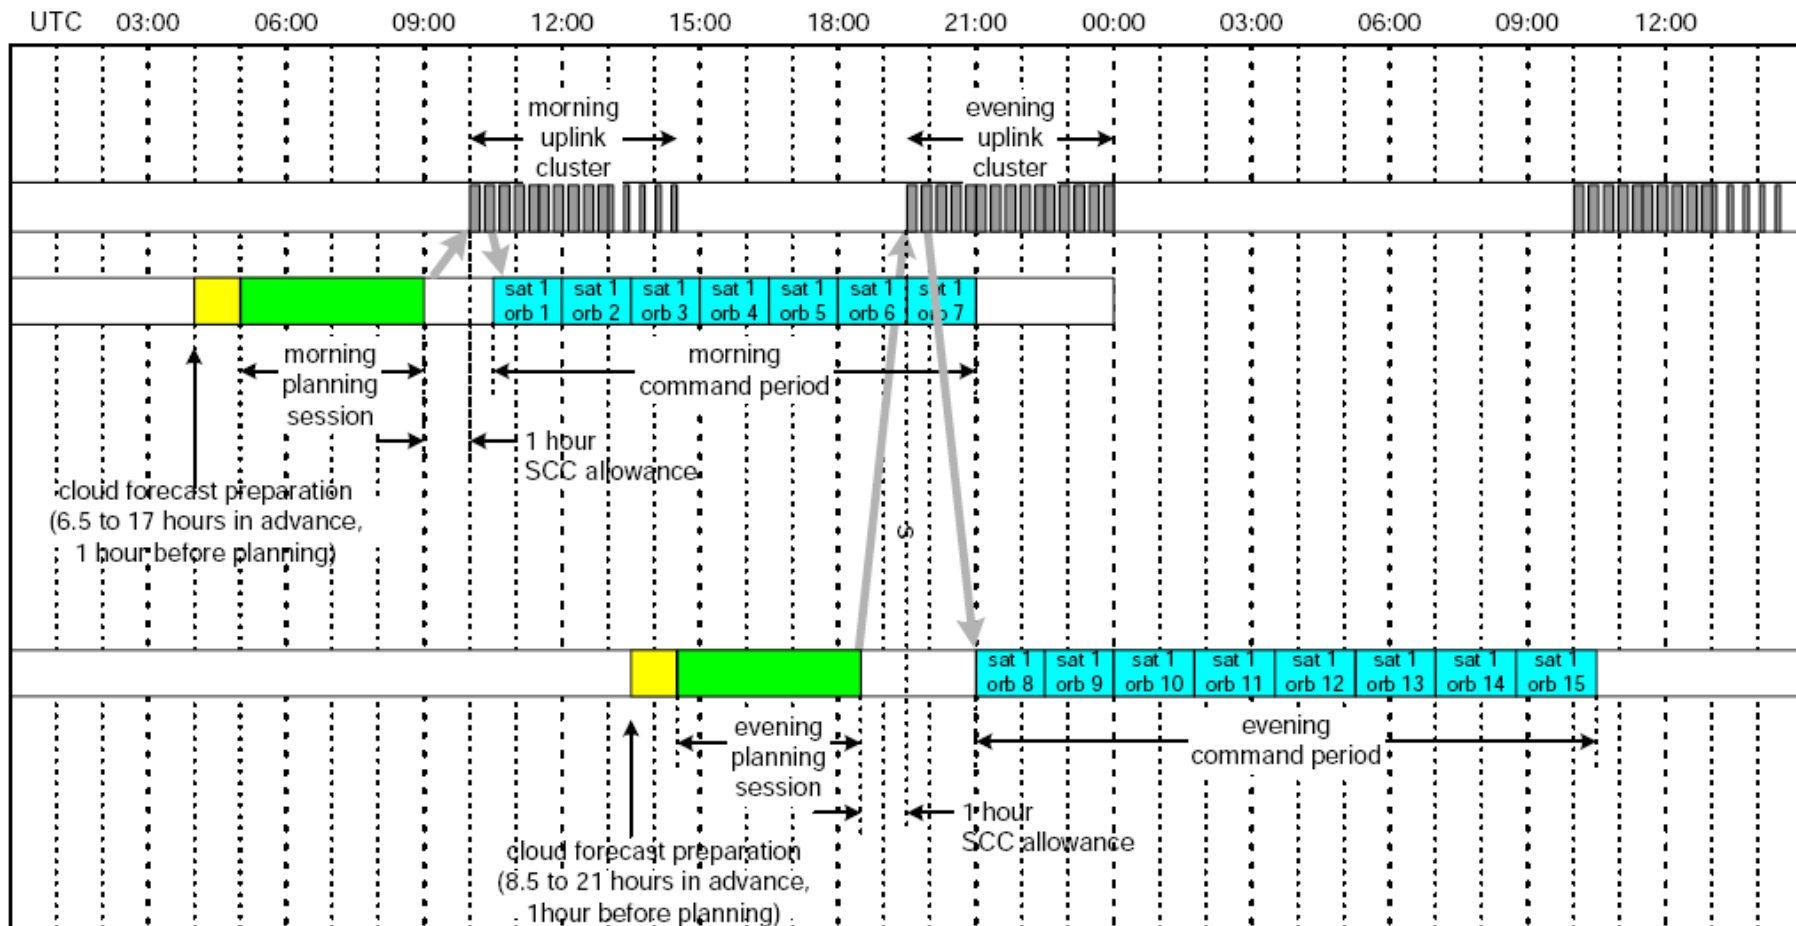 UTC 03:00 06:00 09:00 12:00 15:00 18:00 21:00 00:00 03:00 06:00 09:00 12:00
morning
uplink
cluster
evening
uplink
cluster
sat 1
orb 1
sat 1
orb 2
sat 1
orb 3
sat 1
orb 4
sat 1
orb 5
sat 1
orb 6
sat 1
orb 7
morning
planning
session
morning
command period
1 hour
SCC allowance
cloud forecast preparation
(6.5 to 17 hours in advance,
1 hour before planning)
S
sat 1
orb 8
sat 1
orb 9
sat 1
orb 10
sat 1
orb 11
sat 1
orb 12
sat 1
orb 13
sat 1
orb 14
sat 1
orb 15
evening
planning
session
evening
command period
1 hour
SCC allowance
cloud forecast preparation
(8.5 to 21 hours in advance,
1hour before planning)